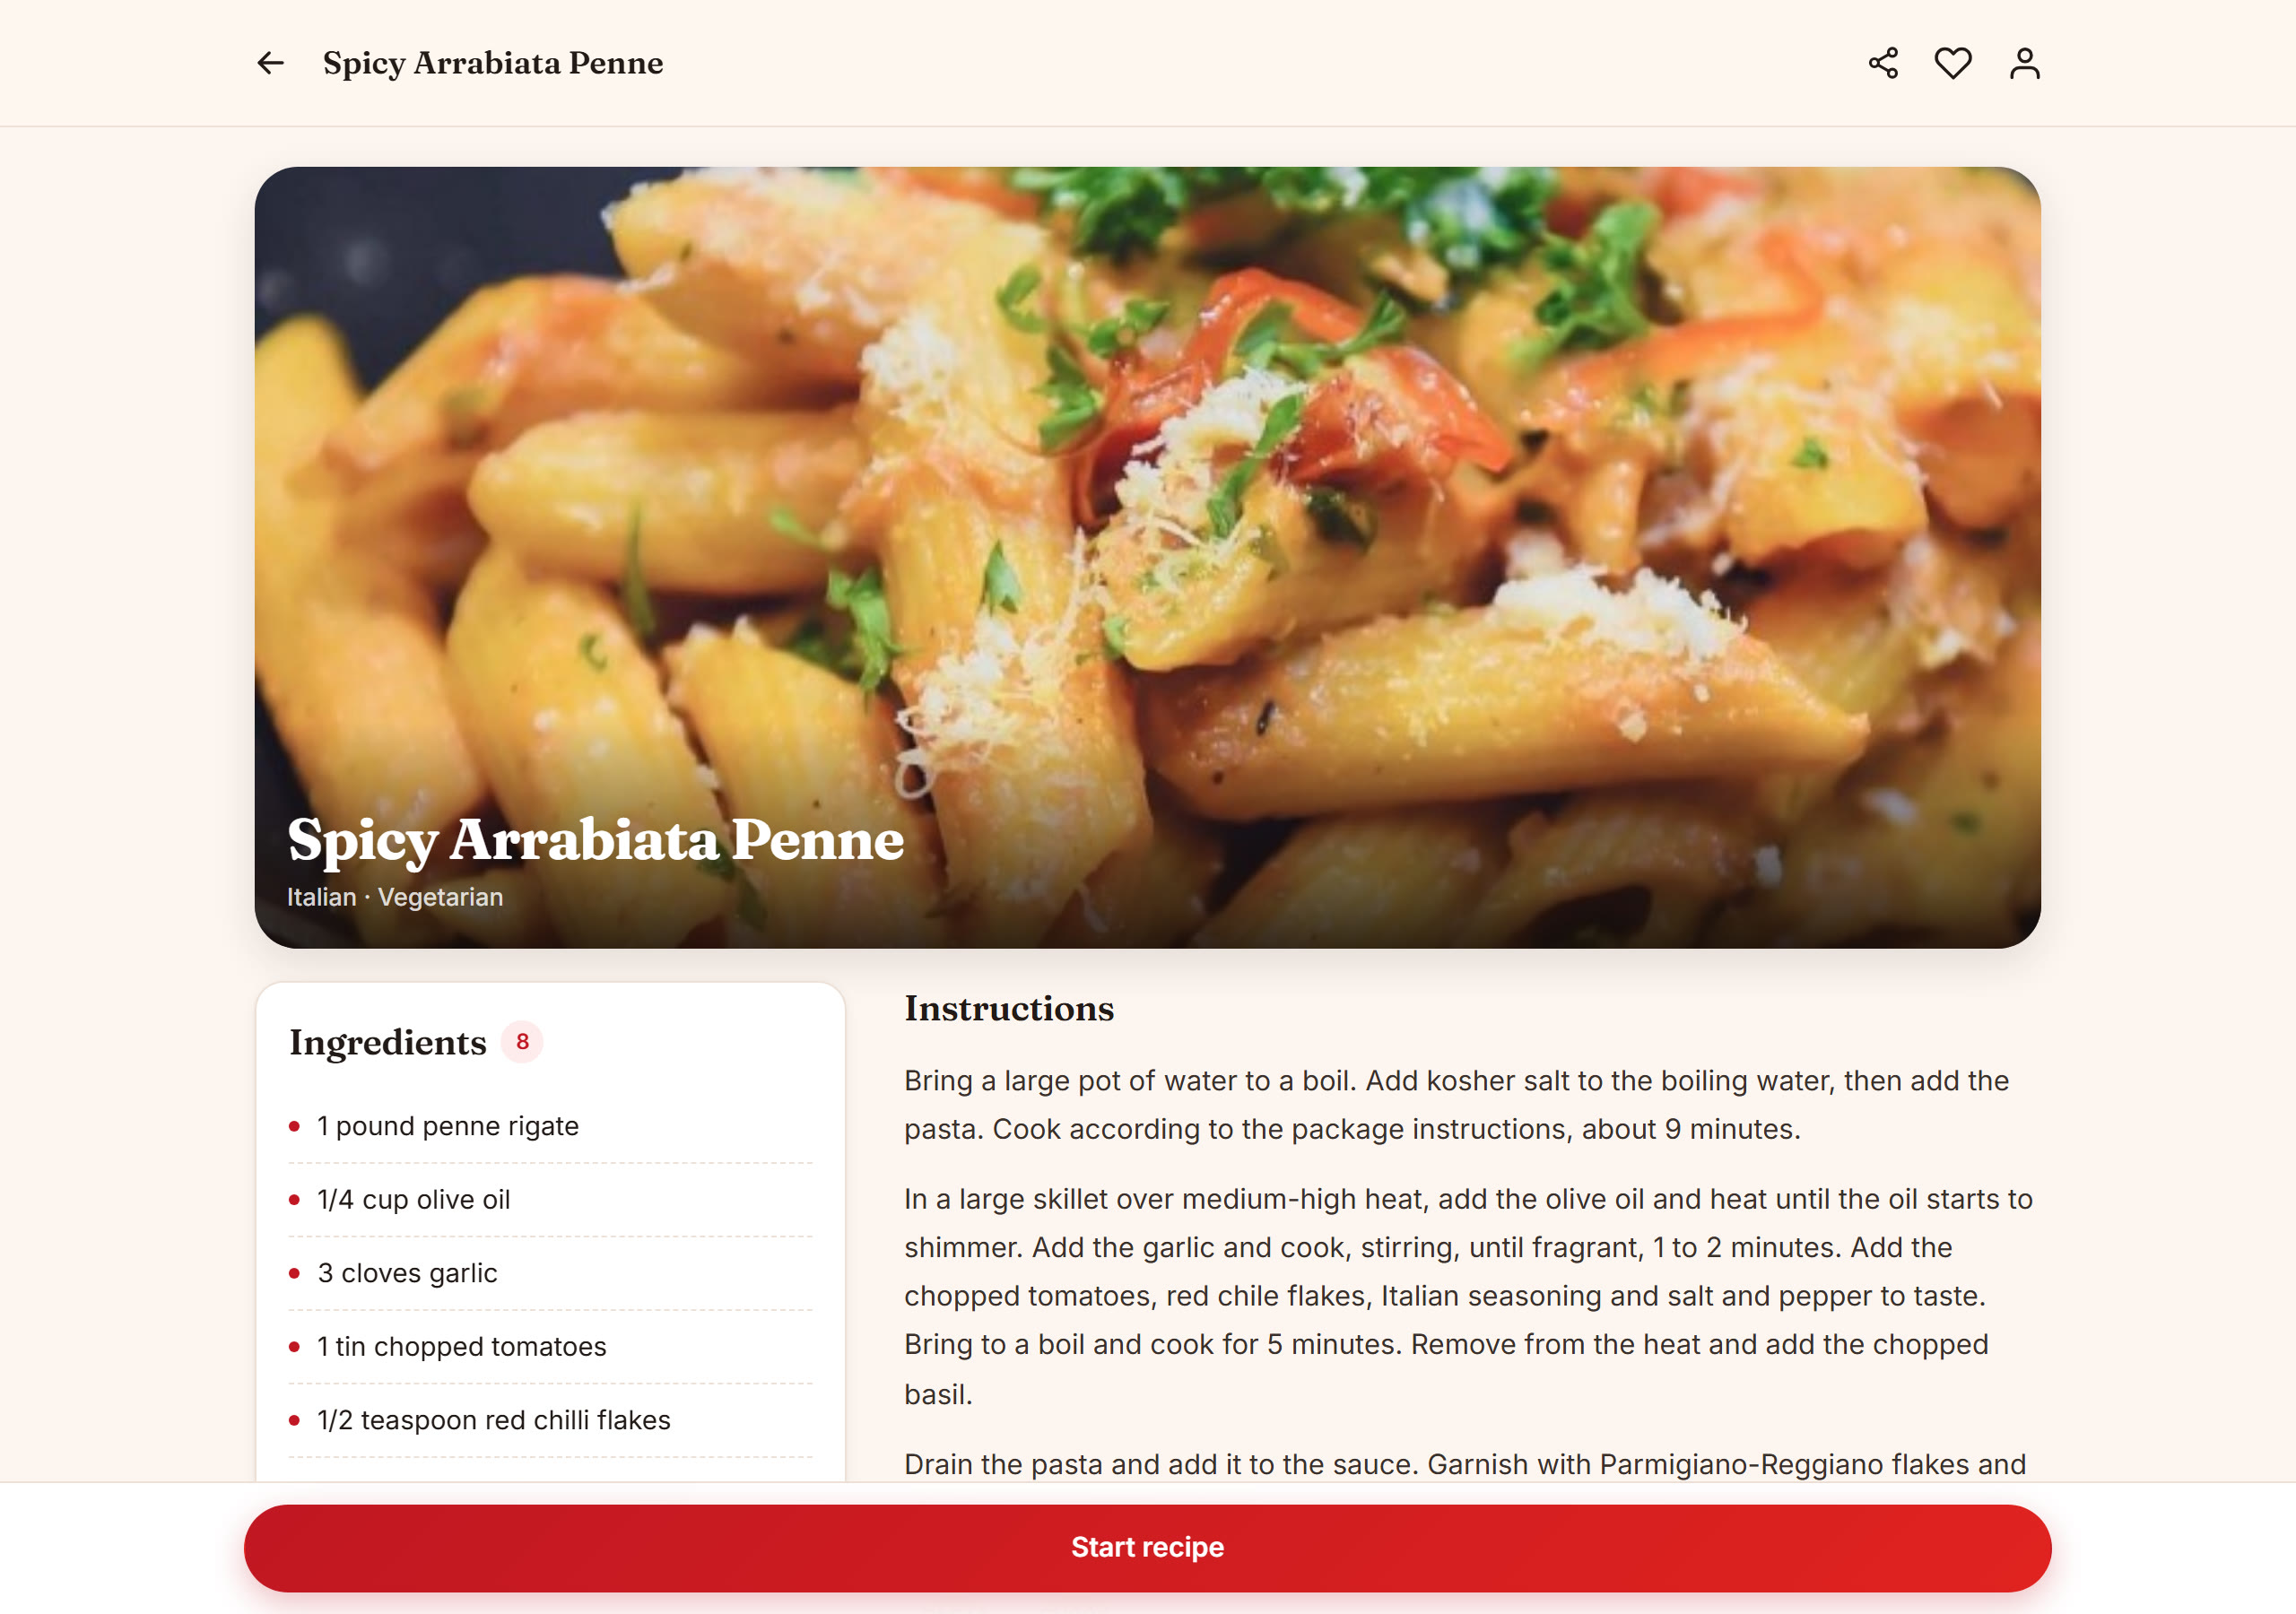 Spicy Arrabiata Penne
Spicy Arrabiata Penne
Italian · Vegetarian
Ingredients 8
1 pound penne rigate
1/4 cup olive oil
3 cloves garlic
1 tin chopped tomatoes
1/2 teaspoon red chilli flakes
Instructions
Bring a large pot of water to a boil. Add kosher salt to the boiling water, then add the
pasta. Cook according to the package instructions, about 9 minutes.
In a large skillet over medium-high heat, add the olive oil and heat until the oil starts to
shimmer. Add the garlic and cook, stirring, until fragrant, 1 to 2 minutes. Add the
chopped tomatoes, red chile flakes, Italian seasoning and salt and pepper to taste.
Bring to a boil and cook for 5 minutes. Remove from the heat and add the chopped
basil.
Drain the pasta and add it to the sauce. Garnish with Parmigiano-Reggiano flakes and
Start recipe